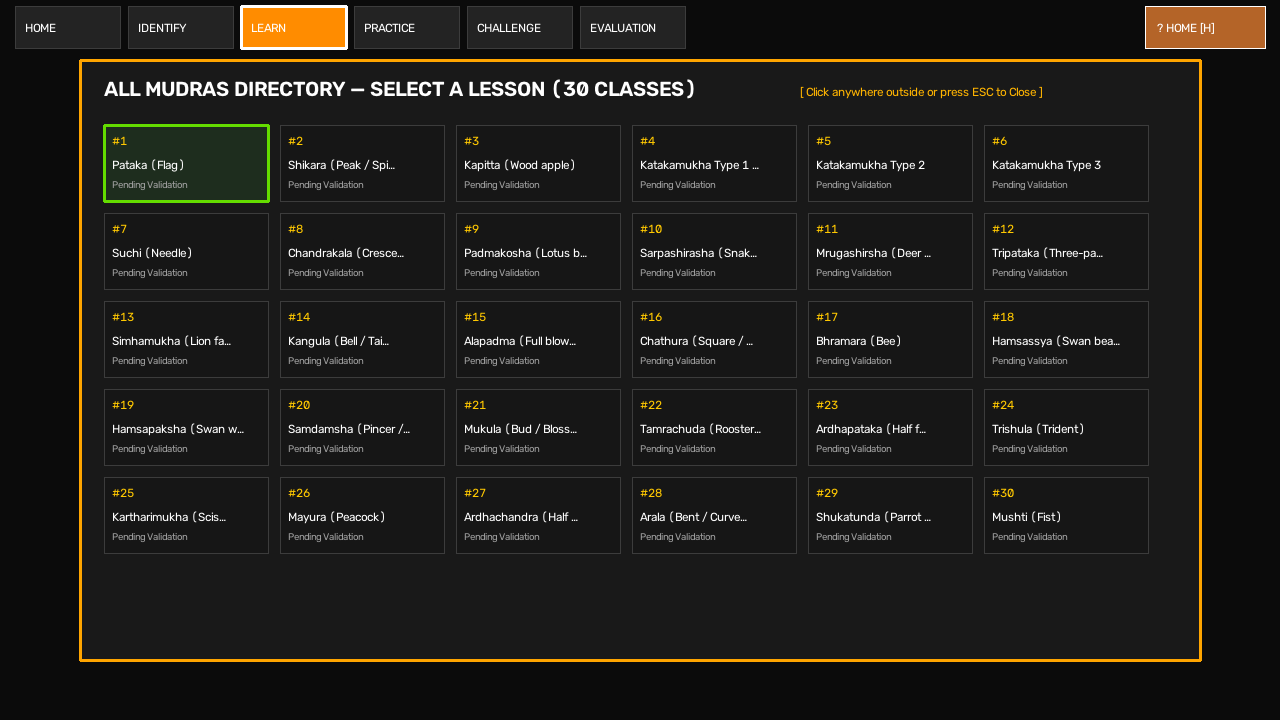 HOME
IDENTIFY
LEARN
PRACTICE
CHALLENGE
EVALUATION
? HOME [H]
ALL MUDRAS DIRECTORY — SELECT A LESSON (30 CLASSES)
[ Click anywhere outside or press ESC to Close ]
#1
Pataka (Flag)
Pending Validation
#2
Shikara (Peak / Spi...
Pending Validation
#3
Kapitta (Wood apple)
Pending Validation
#4
Katakamukha Type 1 ...
Pending Validation
#5
Katakamukha Type 2
Pending Validation
#6
Katakamukha Type 3
Pending Validation
#7
Suchi (Needle)
Pending Validation
#8
Chandrakala (Cresce...
Pending Validation
#9
Padmakosha (Lotus b...
Pending Validation
#10
Sarpashirasha (Snak...
Pending Validation
#11
Mrugashirsha (Deer ...
Pending Validation
#12
Tripataka (Three-pa...
Pending Validation
#13
Simhamukha (Lion fa...
Pending Validation
#14
Kangula (Bell / Tai...
Pending Validation
#15
Alapadma (Full blow...
Pending Validation
#16
Chathura (Square / ...
Pending Validation
#17
Bhramara (Bee)
Pending Validation
#18
Hamsassya (Swan bea...
Pending Validation
#19
Hamsapaksha (Swan w...
Pending Validation
#20
Samdamsha (Pincer /...
Pending Validation
#21
Mukula (Bud / Bloss...
Pending Validation
#22
Tamrachuda (Rooster...
Pending Validation
#23
Ardhapataka (Half f...
Pending Validation
#24
Trishula (Trident)
Pending Validation
#25
Kartharimukha (Scis...
Pending Validation
#26
Mayura (Peacock)
Pending Validation
#27
Ardhachandra (Half ...
Pending Validation
#28
Arala (Bent / Curve...
Pending Validation
#29
Shukatunda (Parrot ...
Pending Validation
#30
Mushti (Fist)
Pending Validation